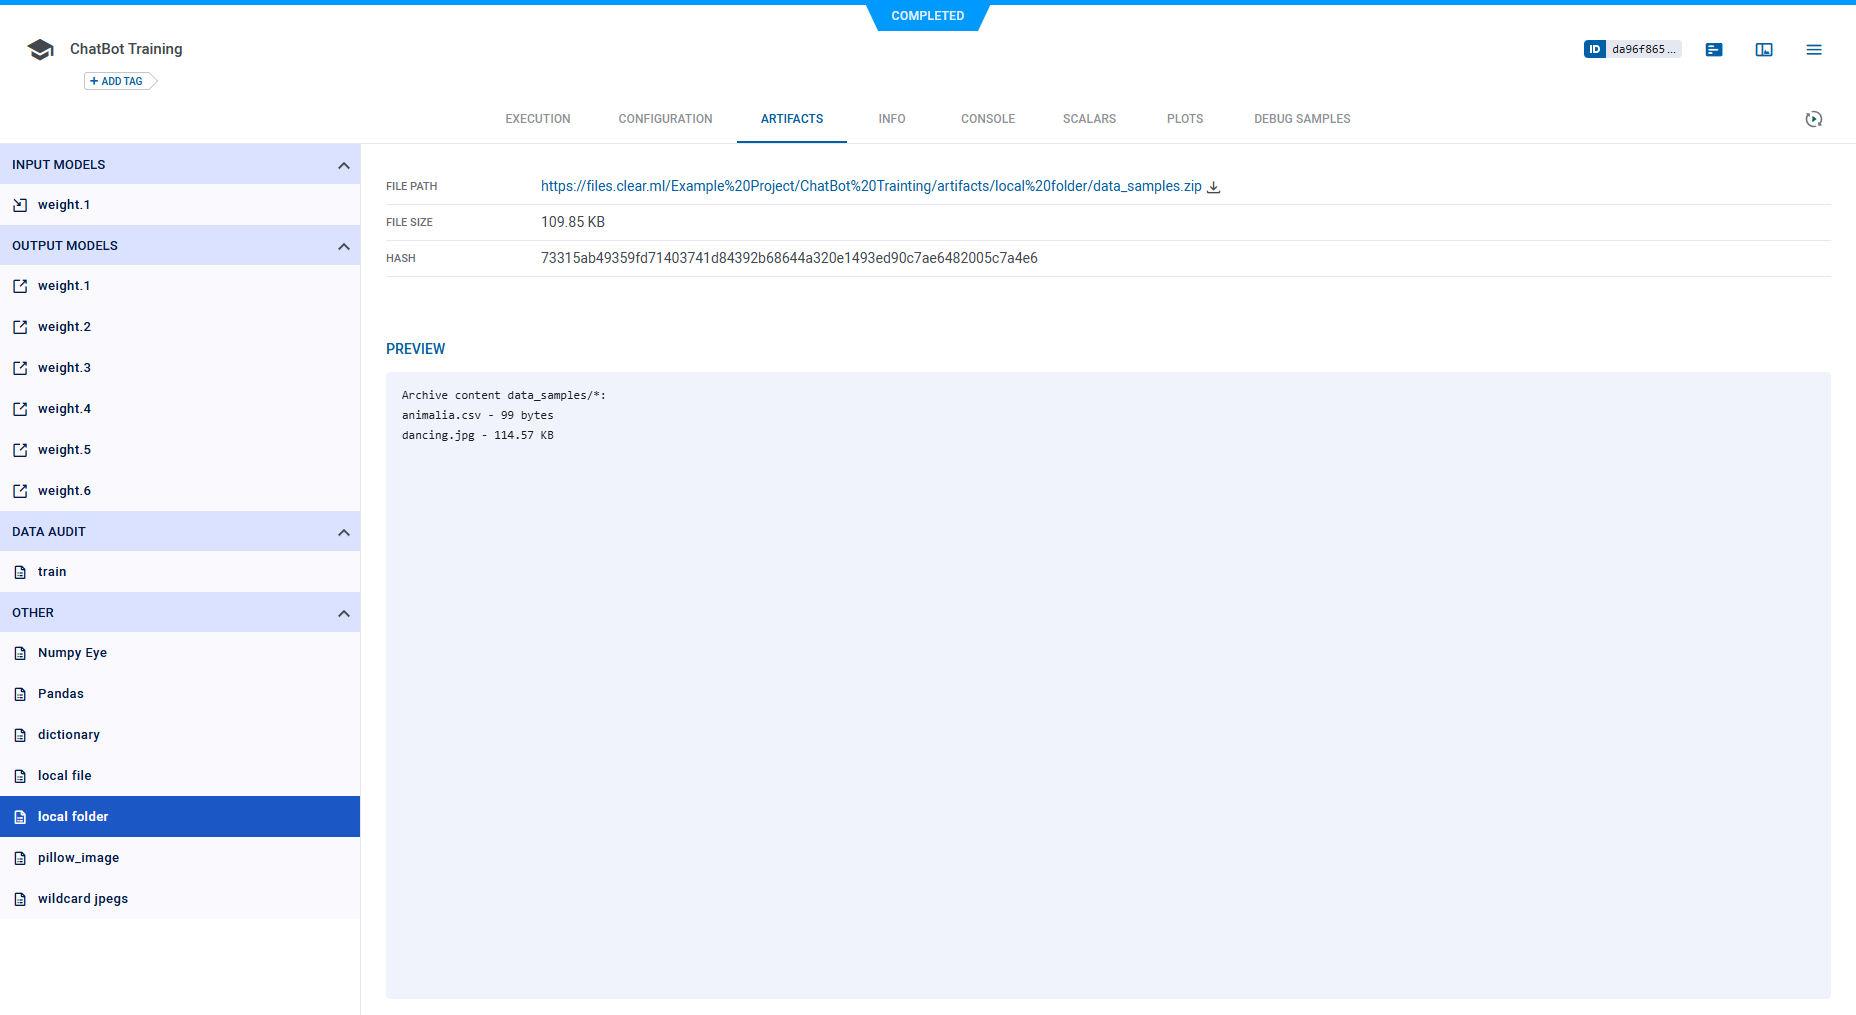 COMPLETED
ChatBot Training
ID da96f865 ...
+ ADD TAG
EXECUTION CONFIGURATION ARTIFACTS INFO CONSOLE SCALARS PLOTS DEBUG SAMPLES
INPUT MODELS
weight.1
OUTPUT MODELS
weight.1
weight.2
weight.3
weight.4
weight.5
weight.6
DATA AUDIT
train
OTHER
Numpy Eye
Pandas
dictionary
local file
local folder
pillow_image
wildcard jpegs
FILE PATH https://files.clear.ml/Example%20Project/ChatBot%20Trainting/artifacts/local%20folder/data_samples.zip
FILE SIZE 109.85 KB
HASH 73315ab49359fd71403741d84392b68644a320e1493ed90c7ae6482005c7a4e6
PREVIEW
Archive content data_samples/*:
animalia.csv - 99 bytes
dancing.jpg - 114.57 KB